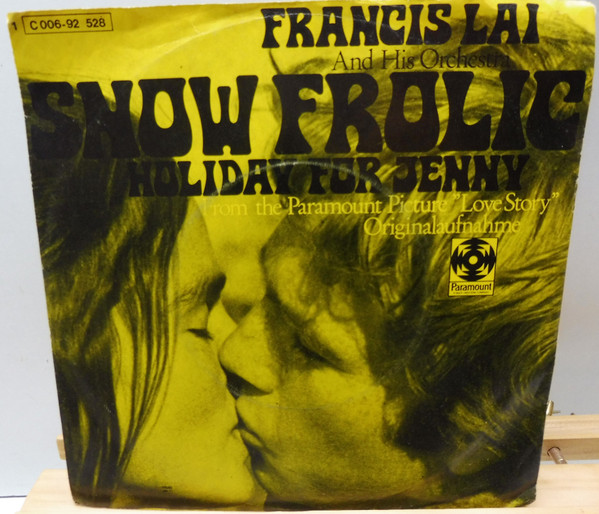 1 C 006-92 528
FRANCIS LAI
And His Orchestra
SNOW FROLIC
HOLIDAY FOR JENNY
From the Paramount Picture "Love Story"
Originalaufnahme
Paramount